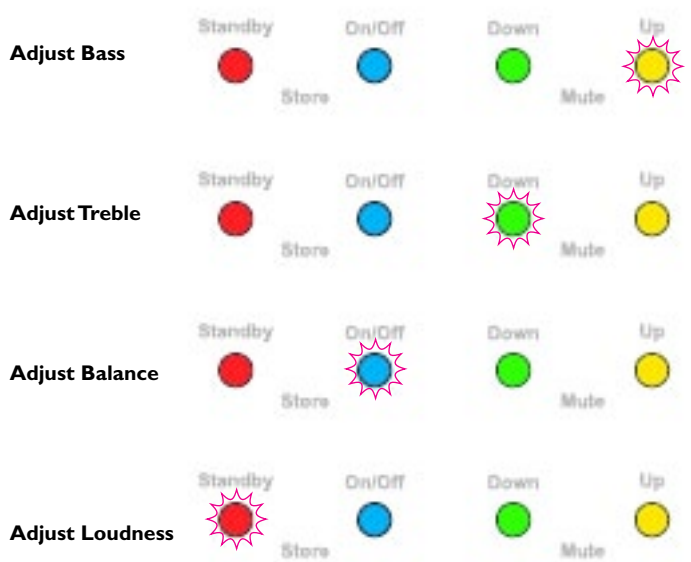 Standby On/Off Down Up
Adjust Bass
Store Mute
Standby On/Off Down Up
Adjust Treble
Store Mute
Standby On/Off Down Up
Adjust Balance
Store Mute
Standby On/Off Down Up
Adjust Loudness
Store Mute